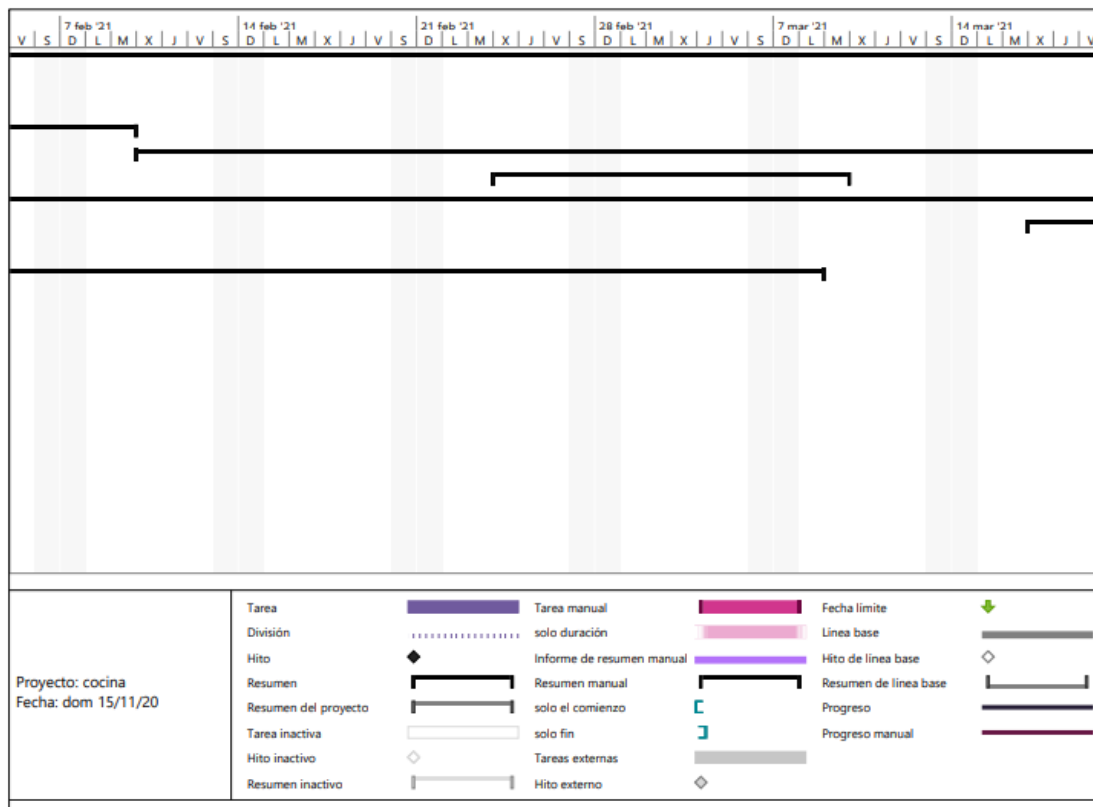 7 feb '21 14 feb '21 21 feb '21 28 feb '21 7 mar '21 14 mar '21
V S D L M X J V S D L M X J V S D L M X J V S D L M X J V S D L M X J V S D L M X J V
Tarea Tarea manual Fecha límite
División solo duración Línea base
Hito Informe de resumen manual Hito de línea base
Proyecto: cocina Resumen Resumen manual Resumen de línea base
Fecha: dom 15/11/20 Resumen del proyecto solo el comienzo Progreso
Tarea inactiva solo fin Progreso manual
Hito inactivo Tareas externas
Resumen inactivo Hito externo